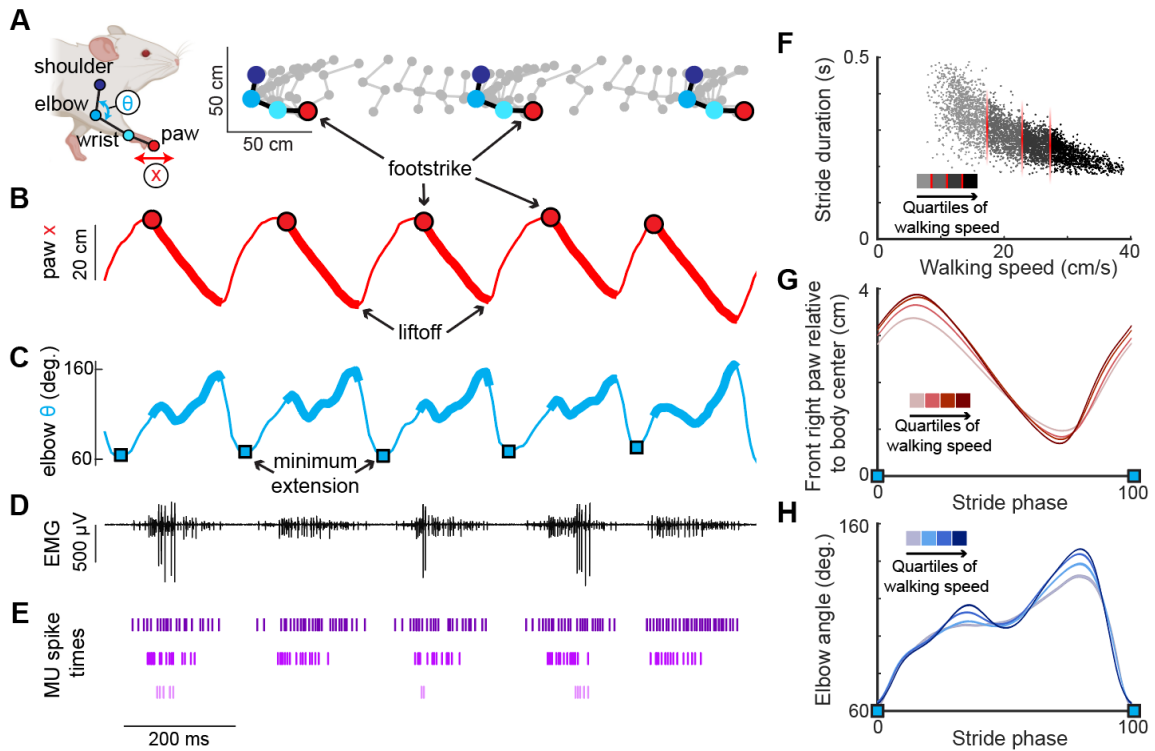 A
shoulder
elbow
θ
wrist
paw
x
50 cm
50 cm
footstrike
B
paw x
20 cm
liftoff
C
elbow θ (deg.)
160
60
minimum
extension
D
EMG
500 µV
E
MU spike
times
200 ms
F
Stride duration (s)
0.5
0
Quartiles of
walking speed
0
20
40
Walking speed (cm/s)
G
Front right paw relative
to body center (cm)
4
0
Quartiles of
walking speed
0
100
Stride phase
H
Elbow angle (deg.)
160
60
Quartiles of
walking speed
0
100
Stride phase